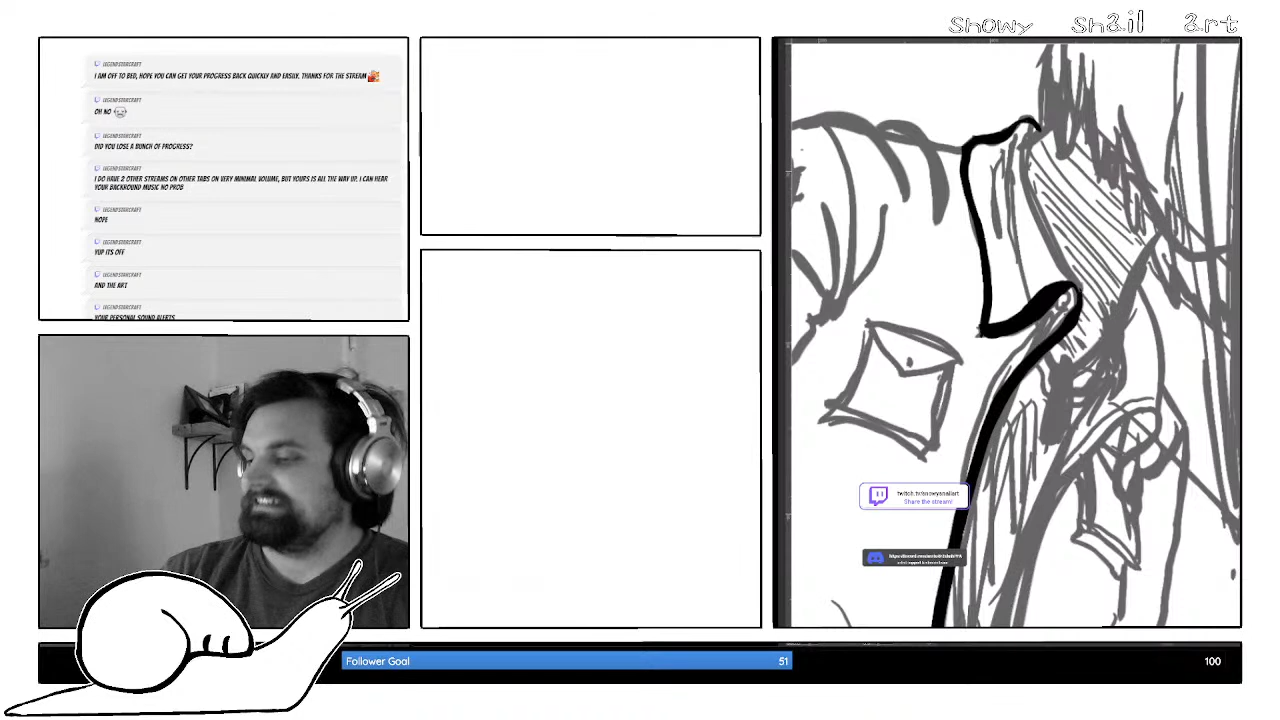 snowy snail art
LEGENDSTARCRAFT
I AM OFF TO BED, HOPE YOU CAN GET YOUR PROGRESS BACK QUICKLY AND EASILY. THANKS FOR THE STREAM
LEGENDSTARCRAFT
OH NO
LEGENDSTARCRAFT
DID YOU LOSE A BUNCH OF PROGRESS?
LEGENDSTARCRAFT
I DO HAVE 2 OTHER STREAMS ON OTHER TABS ON VERY MINIMAL VOLUME, BUT YOURS IS ALL THE WAY UP. I CAN HEAR
YOUR BACKROUND MUSIC NO PROB
LEGENDSTARCRAFT
NOPE
LEGENDSTARCRAFT
YUP ITS OFF
LEGENDSTARCRAFT
AND THE ART
LEGENDSTARCRAFT
YOUR PERSONAL SOUND ALERTS
twitch.tv/snowysnailart
Share the stream!
Follower Goal
51
100